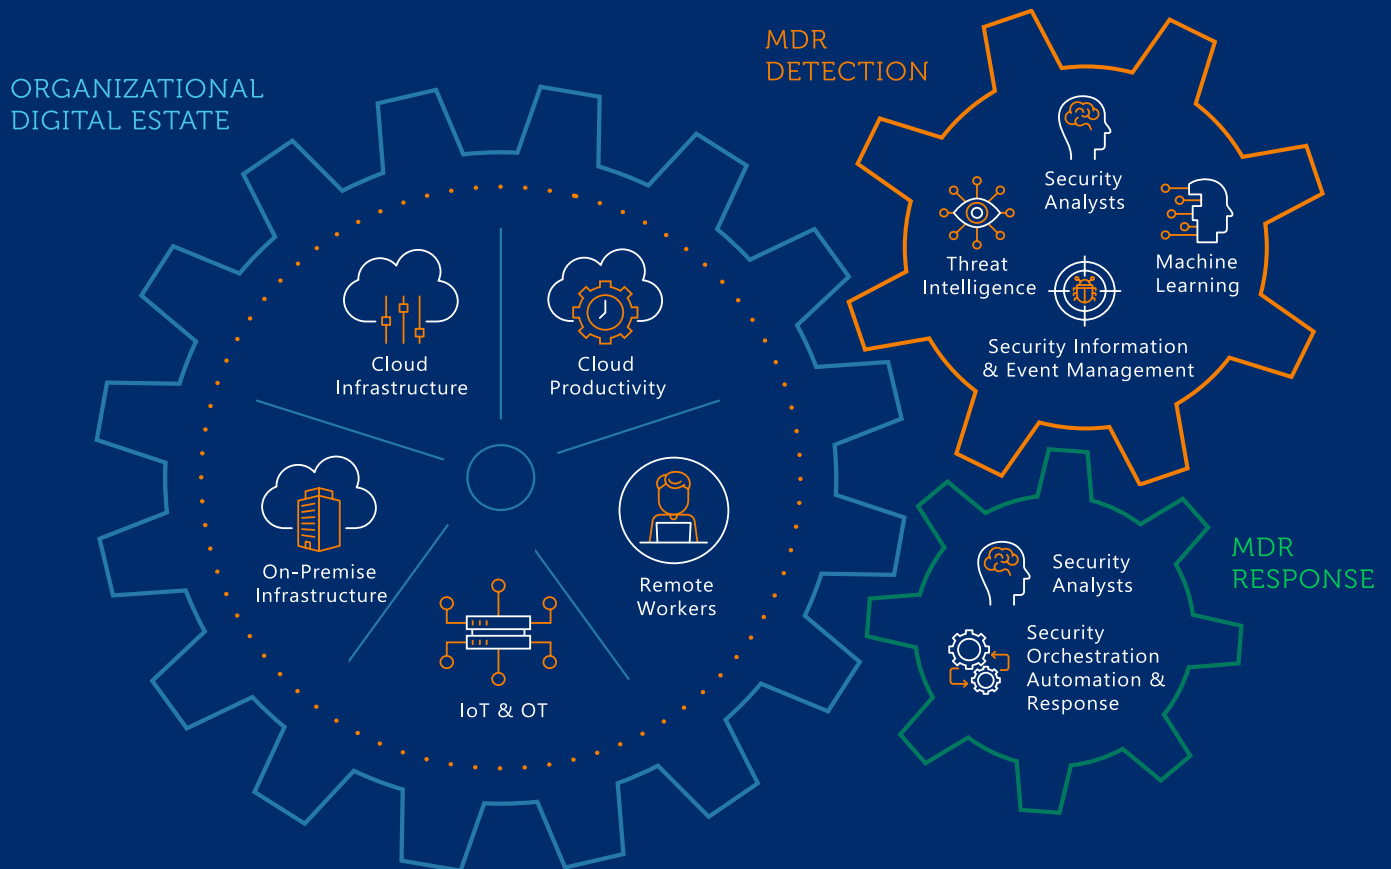 ORGANIZATIONAL
DIGITAL ESTATE
Cloud
Infrastructure
Cloud
Productivity
On-Premise
Infrastructure
Remote
Workers
IoT & OT
MDR
DETECTION
Security
Analysts
Threat
Intelligence
Machine
Learning
Security Information
& Event Management
MDR
RESPONSE
Security
Analysts
Security
Orchestration
Automation &
Response